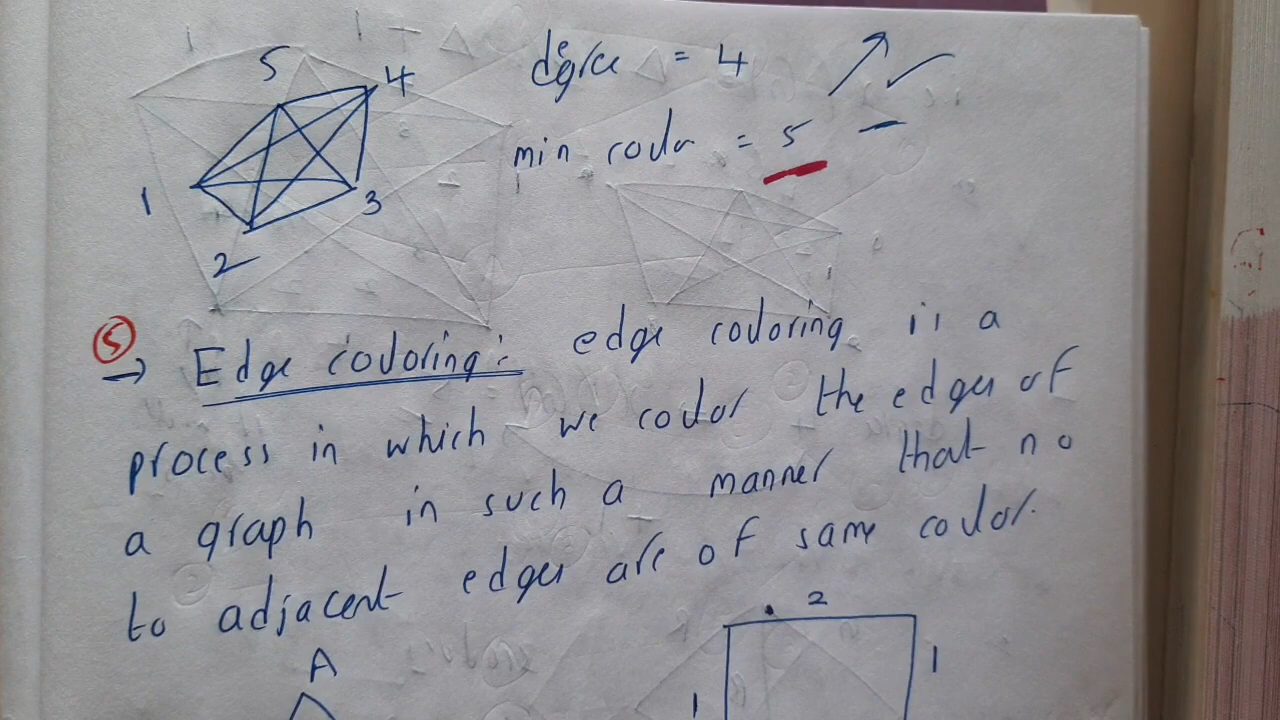 5 4
degree = 4
1 2 3
min color = 5
5
→ Edge coloring: edge coloring is a
process in which we color the edges of
a graph in such a manner that no
to adjacent edges are of same color.
A 2
1 1